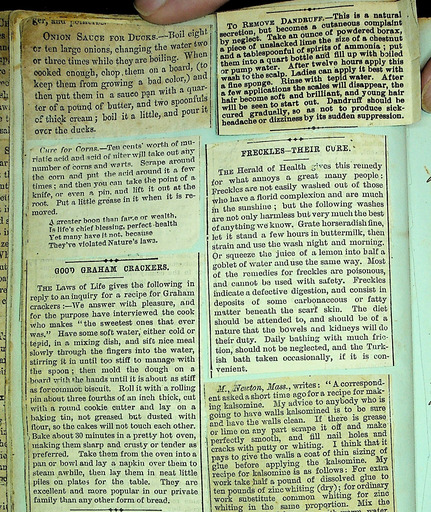 ger, and powdered
ONION SAUCE FOR DUCKS.—Boil eight
or ten large onions, changing the water two
or three times while they are boiling. When
cooked enough, chop them on a board, (to
keep them from growing a bad color,) and
then put them in a sauce pan with a quar-
ter of a pound of butter, and two spoonfuls
of thick cream; boil it a little, and pour it
over the ducks.
Cure for Corns.—Ten cents' worth of mu-
riatic acid and acid of niter will take out any
number of corns and warts. Scrape around
the corn and put the acid around it a few
times; and then you can take the point of a
knife, or even a pin, and lift it out at the
root. Put a little grease in it when it is re-
moved.
A greater boon than fame or wealth,
Is life's chief blessing, perfect health
Yet many have it not, because
They've violated Nature's laws.
GOOD GRAHAM CRACKERS.
THE Laws of Life gives the following in
reply to an inquiry for a recipe for Graham
crackers:—We answer with pleasure, and
for the purpose have interviewed the cook
who makes "the sweetest ones that ever
was." Have some soft water, either cold or
tepid, in a mixing dish, and sift nice meal
slowly through the fingers into the water,
stirring it in until too stiff to manage with
the spoon; then mold the dough on a
board with the hands until it is about as stiff
as for common biscuit. Roll it with a rolling
pin about three fourths of an inch thick, cut
with a round cookie cutter and lay on a
baking tin, not greased but dusted with
flour, so the cakes will not touch each other.
Bake about 30 minutes in a pretty hot oven,
making them sharp and crusty or tender as
preferred. Take them from the oven into a
pan or bowl and lay a napkin over them to
steam awhile, then lay them in neat little
piles on plates for the table. They are
excellent and more popular in our private
family than any other form of bread.
TO REMOVE DANDRUFF.—This is a natural
secretion, but becomes a cutaneous complaint
by neglect. Take an ounce of powdered borax,
a piece of unslacked lime the size of a chestnut
and a tablespoonful of spirits of ammonia; put
them into a quart bottle and fill up with boiled
or pump water. After twelve hours apply this
wash to the scalp. Ladies can apply it best with
a fine sponge. Rinse with tepid water. After
a few applications the scales will disappear, the
hair become soft and brilliant, and young hair
will be seen to start out. Dandruff should be
cured gradually, so as not to produce sick-
headache or dizziness by its sudden suppression.
FRECKLES—THEIR CURE.
THE Herald of Health gives this remedy
for what annoys a great many people:
Freckles are not easily washed out of those
who have a florid complexion and are much
in the sunshine; but the following washes
are not only harmless but very much the best
of anything we know. Grate horseradish fine,
let it stand a few hours in buttermilk, then
strain and use the wash night and morning.
Or squeeze the juice of a lemon into half a
goblet of water and use the same way. Most
of the remedies for freckles are poisonous,
and cannot be used with safety. Freckles
indicate a defective digestion, and consist in
deposits of some carbonaceous or fatty
matter beneath the scarf skin. The diet
should be attended to, and should be of a
nature that the bowels and kidneys will do
their duty. Daily bathing with much fric-
tion, should not be neglected, and the Turk-
ish bath taken occasionally, if it is con-
venient.
M., Newton, Mass., writes: "A correspond-
ent asked a short time ago for a recipe for mak-
ing kalsomine. My advice to anybody who is
going to have walls kalsomined is to be sure
and have the walls clean. If there is grease
or lime on any part scrape it off and make
perfectly smooth, and fill nail holes and
cracks with putty or whiting. I think that it
pays to give the walls a coat of thin sizing of
glue before applying the kalsomine. My
recipe for kalsomine is as follows: For extra
work take half a pound of dissolved glue to
ten pounds of zinc whiting (dry); for ordinary
work substitute common whiting for zinc
whiting in the same proportion. Mix the